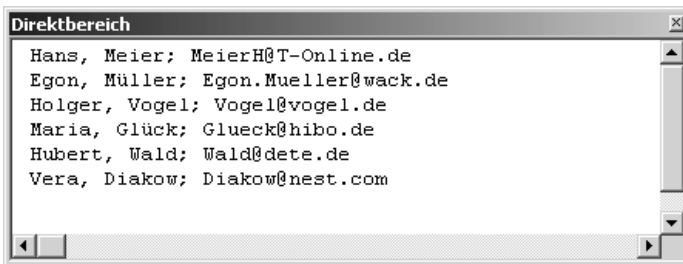 Direktbereich
Hans, Meier; MeierH@T-Online.de
Egon, Müller; Egon.Mueller@wack.de
Holger, Vogel; Vogel@vogel.de
Maria, Glück; Glueck@hibo.de
Hubert, Wald; Wald@dete.de
Vera, Diakow; Diakow@nest.com